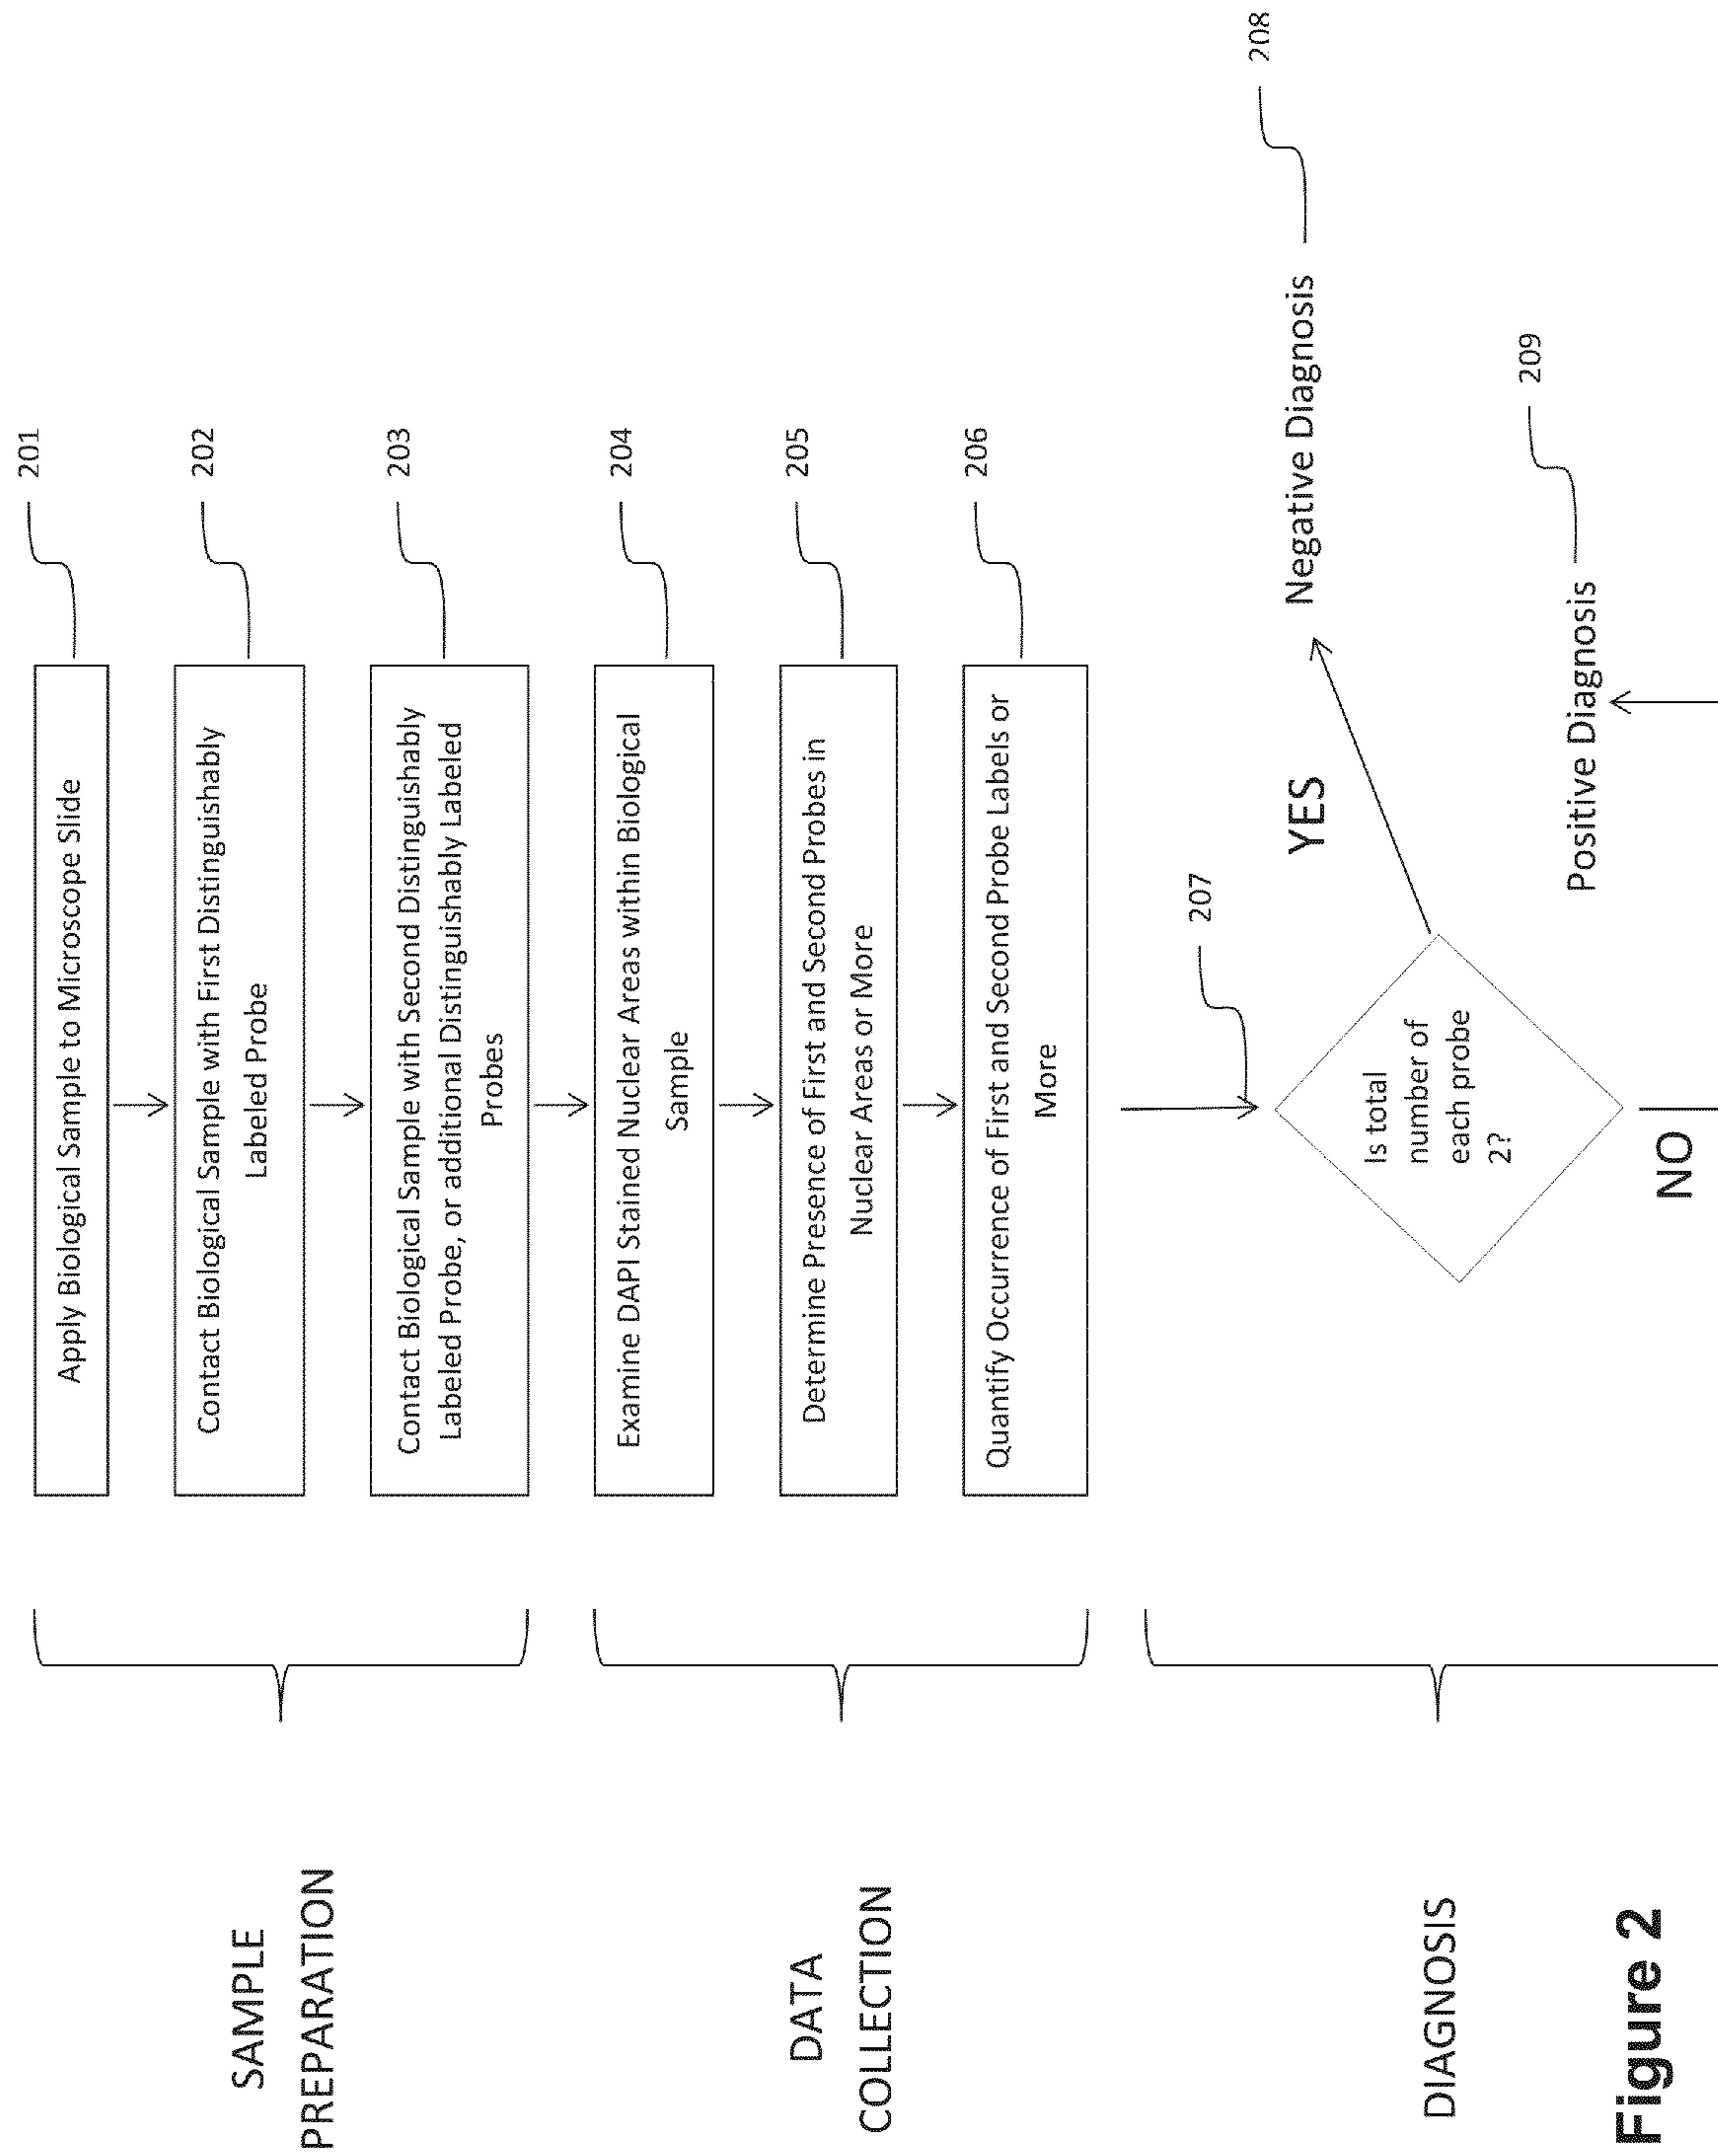 SAMPLE
PREPARATION
Apply Biological Sample to Microscope Slide
201
Contact Biological Sample with First Distinguishably
Labeled Probe
202
Contact Biological Sample with Second Distinguishably
Labeled Probe, or additional Distinguishably Labeled
Probes
203
DATA
COLLECTION
Examine DAPI Stained Nuclear Areas within Biological
Sample
204
Determine Presence of First and Second Probes in
Nuclear Areas or More
205
Quantify Occurrence of First and Second Probe Labels or
More
206
DIAGNOSIS
207
Is total
number of
each probe
2?
YES
Negative Diagnosis
208
NO
Positive Diagnosis
209
Figure 2